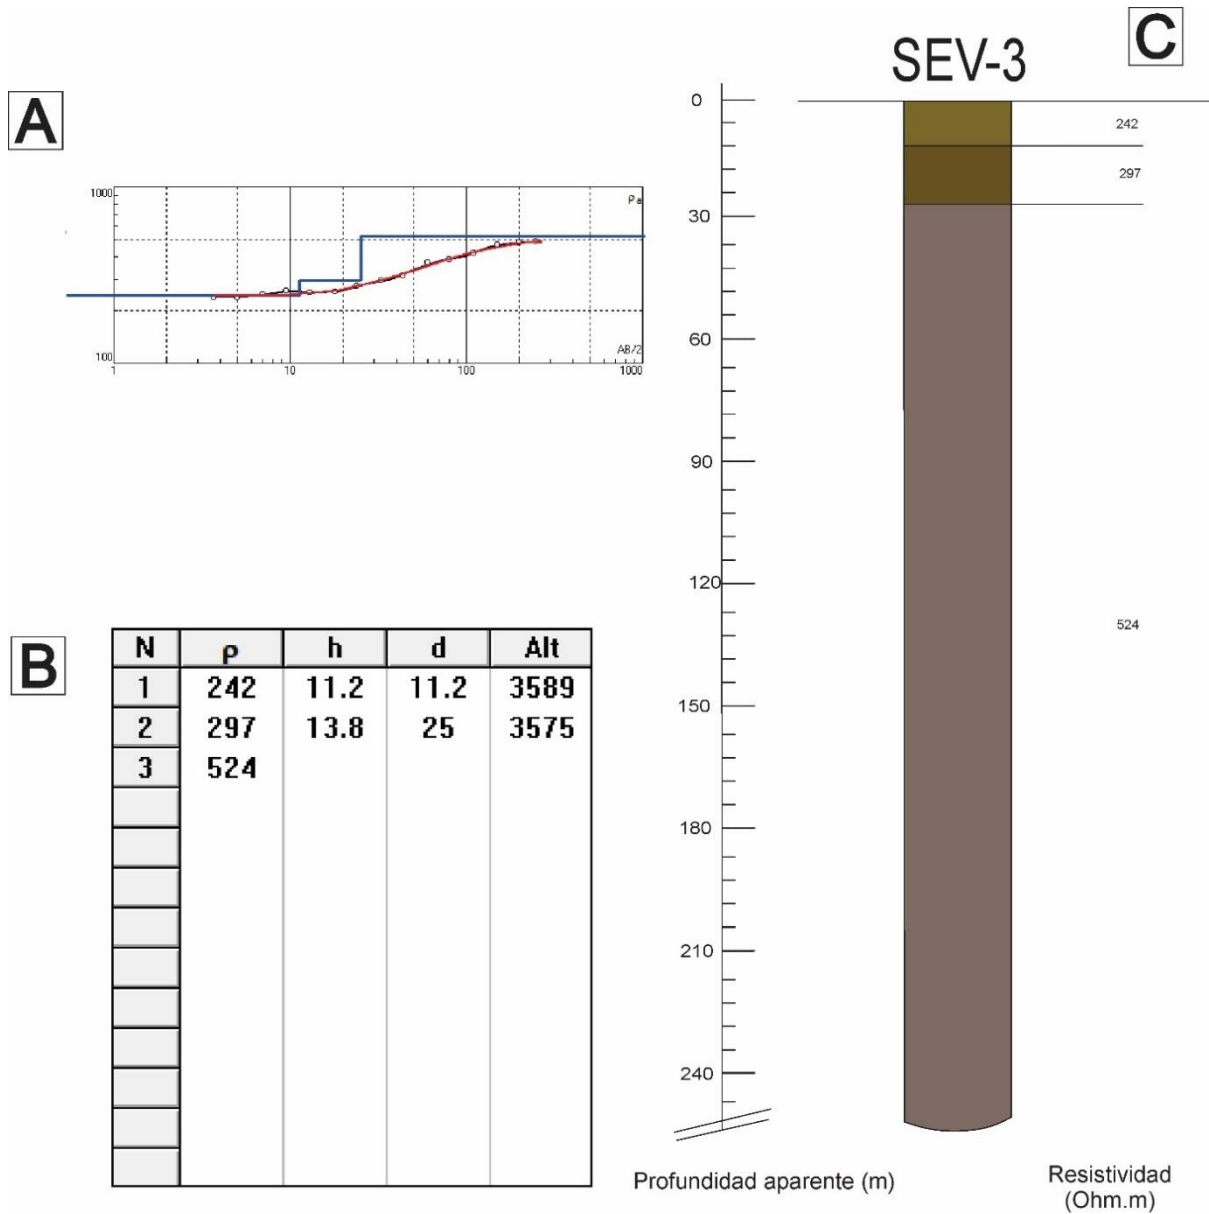 A
1000
ρa
100
AB/2
1 10 100 1000
B
N ρ h d Alt
1 242 11.2 11.2 3589
2 297 13.8 25 3575
3 524
C
SEV-3
0
242
297
30
60
90
120
524
150
180
210
240
Profundidad aparente (m)
Resistividad
(Ohm.m)